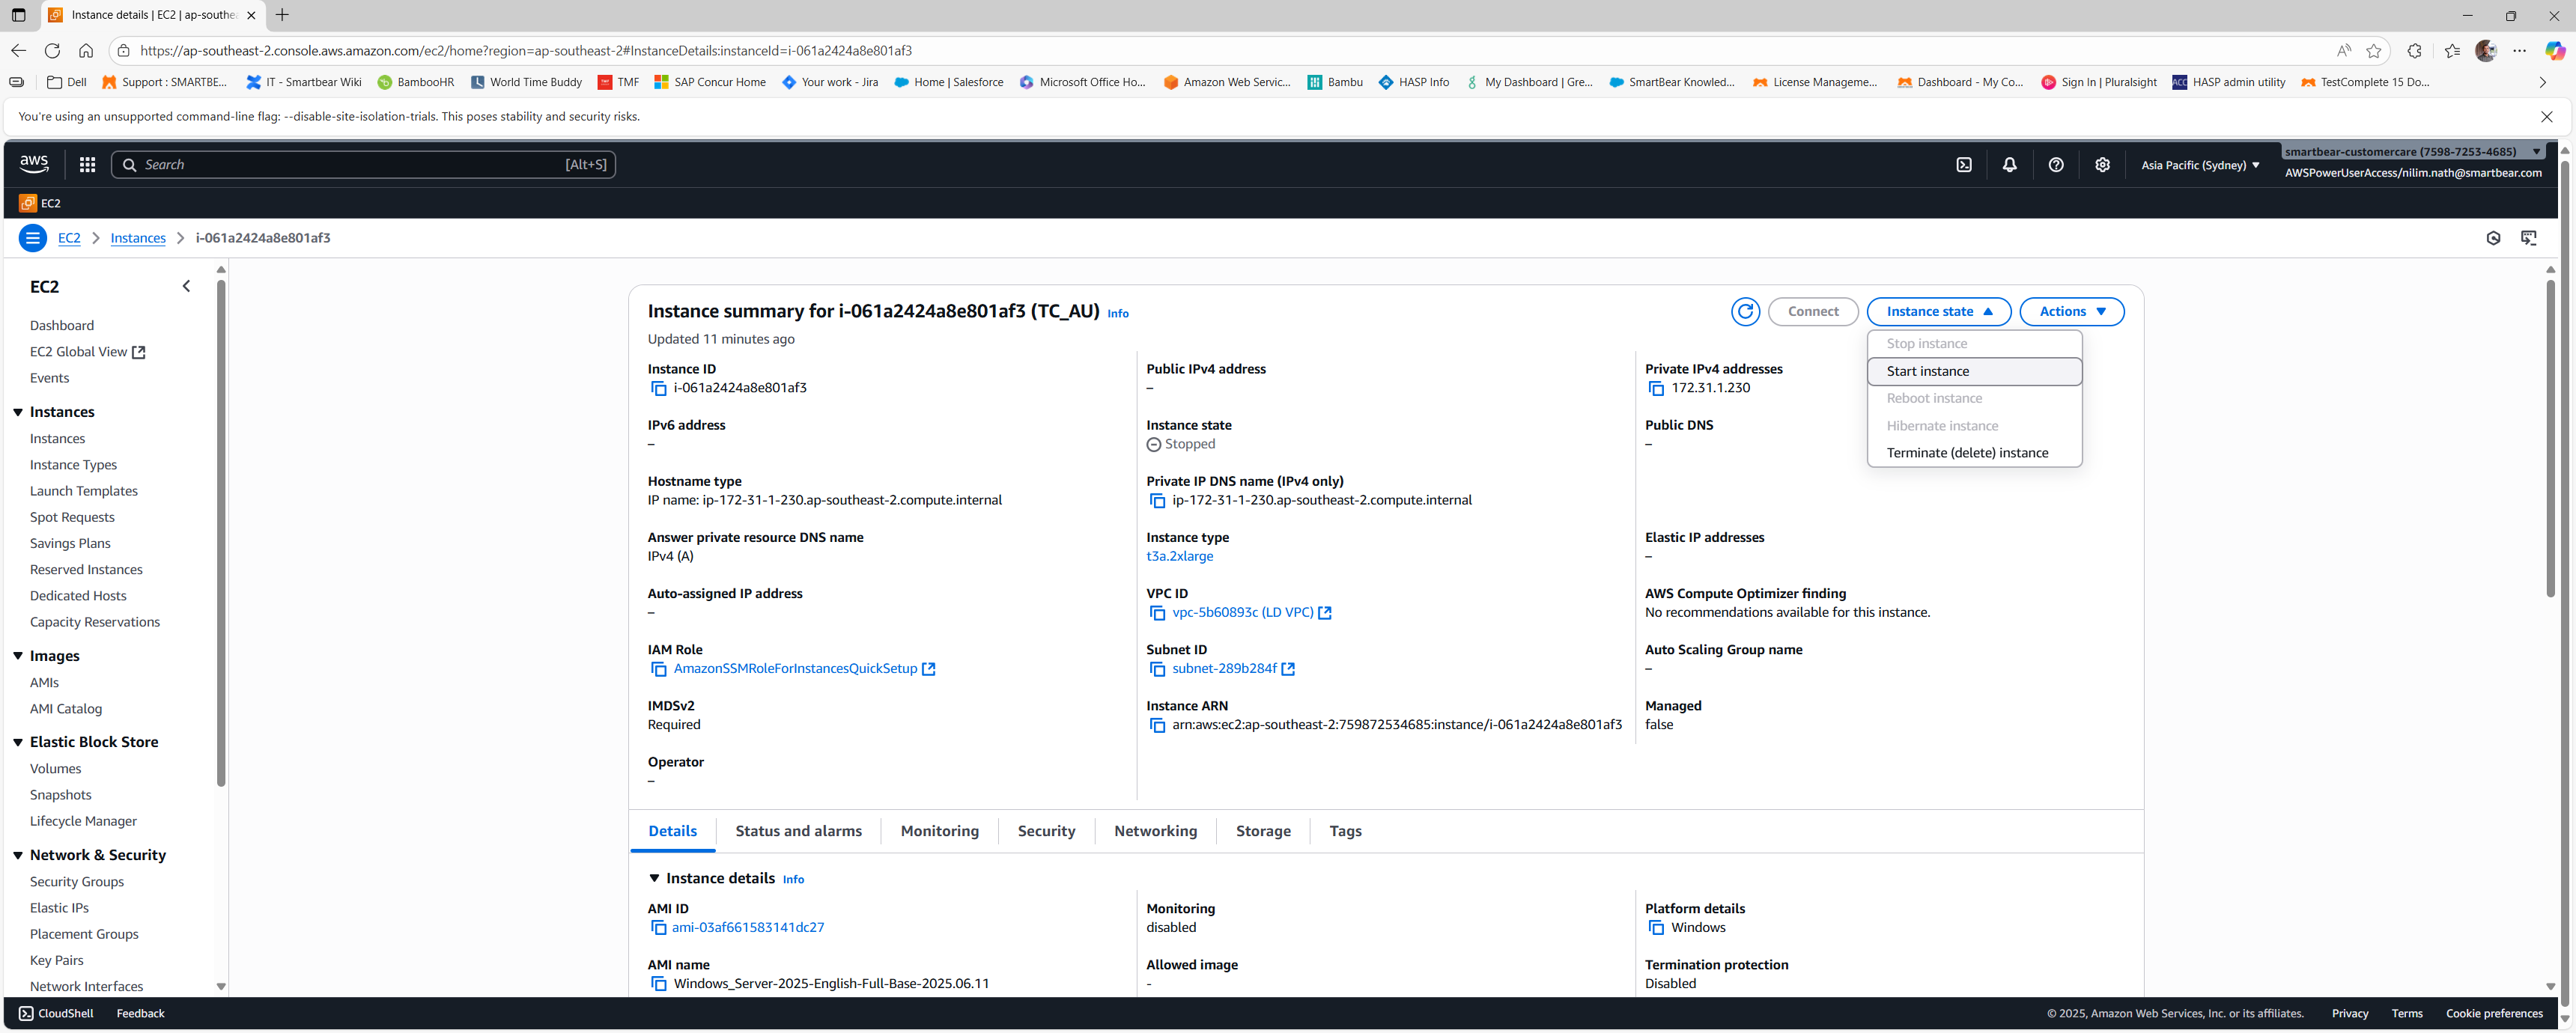 Instance details | EC2 | ap-southe
https://ap-southeast-2.console.aws.amazon.com/ec2/home?region=ap-southeast-2#InstanceDetails:instanceId=i-061a2424a8e801af3
Dell
Support : SMARTBE...
IT - Smartbear Wiki
BambooHR
World Time Buddy
TMF
SAP Concur Home
Your work - Jira
Home | Salesforce
Microsoft Office Ho...
Amazon Web Servic...
Bambu
HASP Info
My Dashboard | Gre...
SmartBear Knowled...
License Manageme...
Dashboard - My Co...
Sign In | Pluralsight
ACC
HASP admin utility
TestComplete 15 Do...
You're using an unsupported command-line flag: --disable-site-isolation-trials. This poses stability and security risks.
aws
Search
[Alt+S]
Asia Pacific (Sydney)
smartbear-customercare (7598-7253-4685)
AWSPowerUserAccess/nilim.nath@smartbear.com
EC2
EC2
Instances
i-061a2424a8e801af3
EC2
Dashboard
EC2 Global View
Events
Instances
Instances
Instance Types
Launch Templates
Spot Requests
Savings Plans
Reserved Instances
Dedicated Hosts
Capacity Reservations
Images
AMIs
AMI Catalog
Elastic Block Store
Volumes
Snapshots
Lifecycle Manager
Network & Security
Security Groups
Elastic IPs
Placement Groups
Key Pairs
Network Interfaces
Instance summary for i-061a2424a8e801af3 (TC_AU) Info
Updated 11 minutes ago
Connect
Instance state
Actions
Stop instance
Start instance
Reboot instance
Hibernate instance
Terminate (delete) instance
Instance ID
i-061a2424a8e801af3
Public IPv4 address
–
Private IPv4 addresses
172.31.1.230
IPv6 address
–
Instance state
Stopped
Public DNS
–
Hostname type
IP name: ip-172-31-1-230.ap-southeast-2.compute.internal
Private IP DNS name (IPv4 only)
ip-172-31-1-230.ap-southeast-2.compute.internal
Answer private resource DNS name
IPv4 (A)
Instance type
t3a.2xlarge
Elastic IP addresses
–
Auto-assigned IP address
–
VPC ID
vpc-5b60893c (LD VPC)
AWS Compute Optimizer finding
No recommendations available for this instance.
IAM Role
AmazonSSMRoleForInstancesQuickSetup
Subnet ID
subnet-289b284f
Auto Scaling Group name
–
IMDSv2
Required
Instance ARN
arn:aws:ec2:ap-southeast-2:759872534685:instance/i-061a2424a8e801af3
Managed
false
Operator
–
Details
Status and alarms
Monitoring
Security
Networking
Storage
Tags
Instance details Info
AMI ID
ami-03af661583141dc27
Monitoring
disabled
Platform details
Windows
AMI name
Windows_Server-2025-English-Full-Base-2025.06.11
Allowed image
-
Termination protection
Disabled
CloudShell
Feedback
© 2025, Amazon Web Services, Inc. or its affiliates.
Privacy
Terms
Cookie preferences